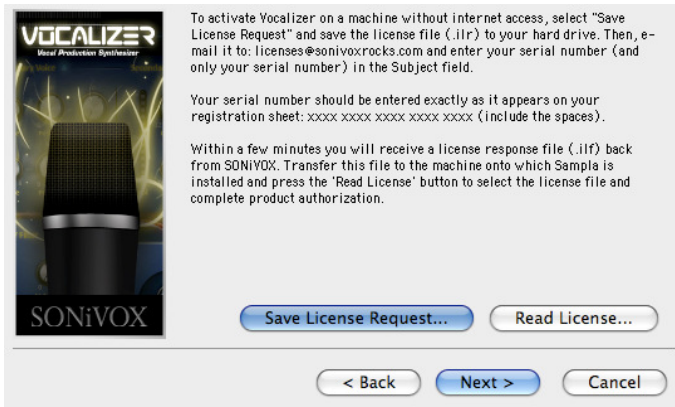 VOCALIZER
Vocal Production Synthesizer
SONiVOX
To activate Vocalizer on a machine without internet access, select "Save
License Request" and save the license file (.ilr) to your hard drive. Then, e-
mail it to: licenses@sonivoxrocks.com and enter your serial number (and
only your serial number) in the Subject field.
Your serial number should be entered exactly as it appears on your
registration sheet: xxxx xxxx xxxx xxxx xxxx (include the spaces).
Within a few minutes you will receive a license response file (.ilf) back
from SONiVOX. Transfer this file to the machine onto which Sampla is
installed and press the 'Read License' button to select the license file and
complete product authorization.
Save License Request...
Read License...
< Back
Next >
Cancel